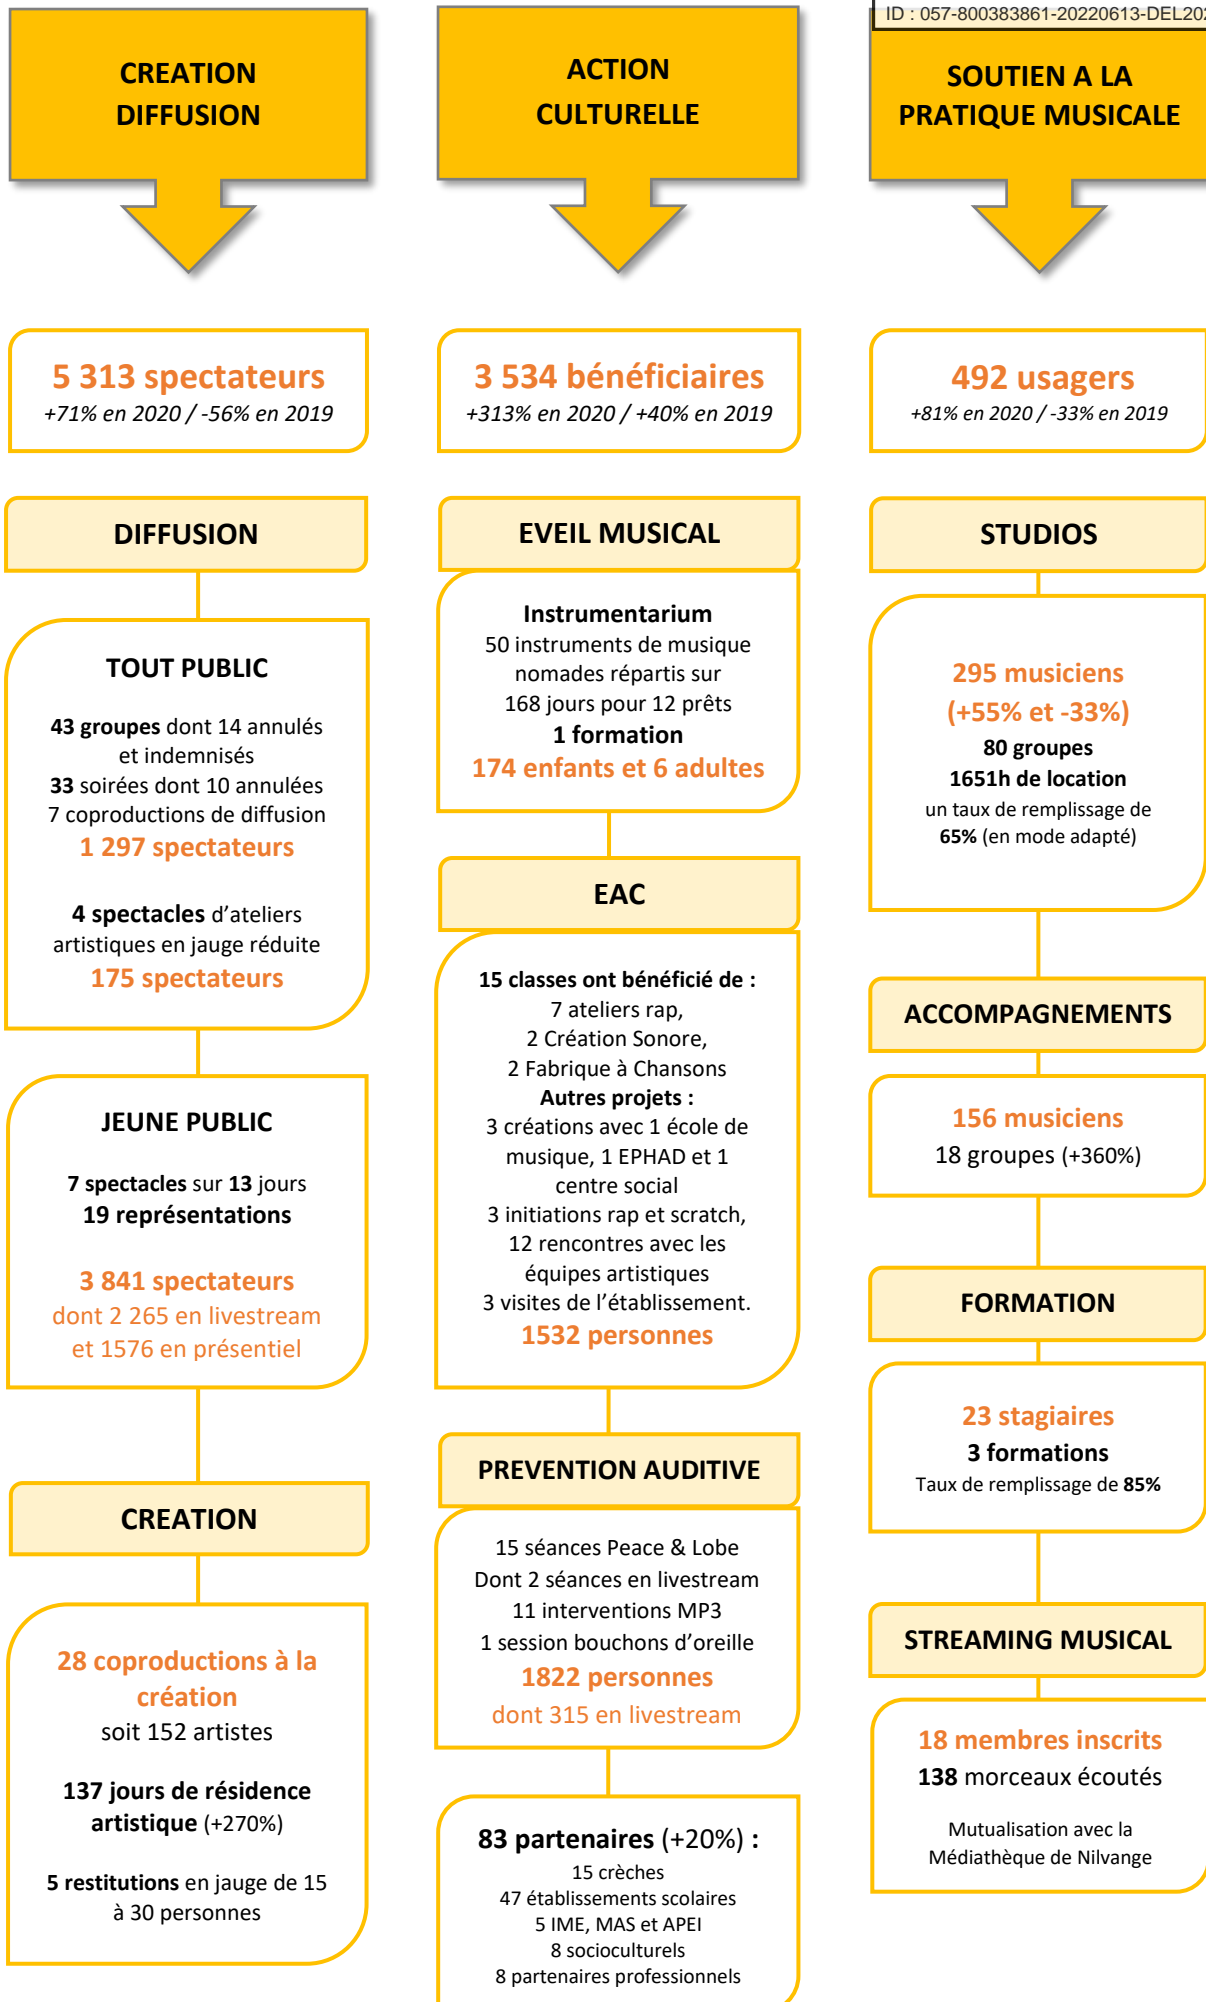 ID : 057-800383861-20220613-DEL202
CREATION
DIFFUSION
5 313 spectateurs
+71% en 2020 / -56% en 2019
DIFFUSION
TOUT PUBLIC
43 groupes dont 14 annulés
et indemnisés
33 soirées dont 10 annulées
7 coproductions de diffusion
1 297 spectateurs
4 spectacles d’ateliers
artistiques en jauge réduite
175 spectateurs
JEUNE PUBLIC
7 spectacles sur 13 jours
19 représentations
3 841 spectateurs
dont 2 265 en livestream
et 1576 en présentiel
CREATION
28 coproductions à la
création
soit 152 artistes
137 jours de résidence
artistique (+270%)
5 restitutions en jauge de 15
à 30 personnes
ACTION
CULTURELLE
3 534 bénéficiaires
+313% en 2020 / +40% en 2019
EVEIL MUSICAL
Instrumentarium
50 instruments de musique
nomades répartis sur
168 jours pour 12 prêts
1 formation
174 enfants et 6 adultes
EAC
15 classes ont bénéficié de :
7 ateliers rap,
2 Création Sonore,
2 Fabrique à Chansons
Autres projets :
3 créations avec 1 école de
musique, 1 EPHAD et 1
centre social
3 initiations rap et scratch,
12 rencontres avec les
équipes artistiques
3 visites de l’établissement.
1532 personnes
PREVENTION AUDITIVE
15 séances Peace & Lobe
Dont 2 séances en livestream
11 interventions MP3
1 session bouchons d’oreille
1822 personnes
dont 315 en livestream
83 partenaires (+20%) :
15 crèches
47 établissements scolaires
5 IME, MAS et APEI
8 socioculturels
8 partenaires professionnels
SOUTIEN A LA
PRATIQUE MUSICALE
492 usagers
+81% en 2020 / -33% en 2019
STUDIOS
295 musiciens
(+55% et -33%)
80 groupes
1651h de location
un taux de remplissage de
65% (en mode adapté)
ACCOMPAGNEMENTS
156 musiciens
18 groupes (+360%)
FORMATION
23 stagiaires
3 formations
Taux de remplissage de 85%
STREAMING MUSICAL
18 membres inscrits
138 morceaux écoutés
Mutualisation avec la
Médiathèque de Nilvange